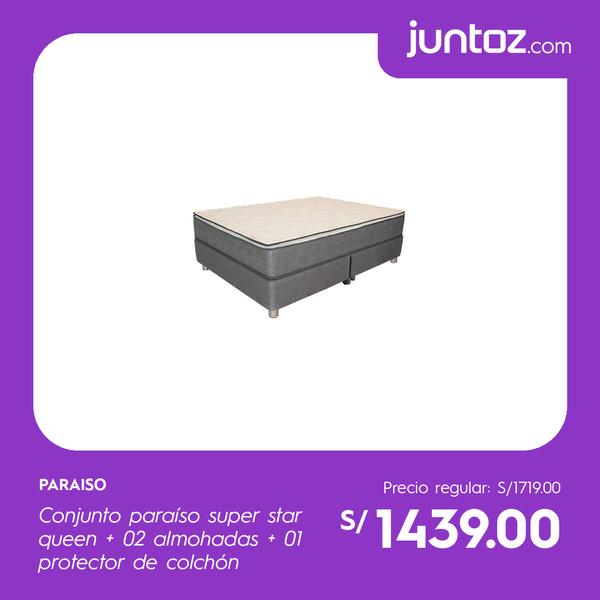 juntoz.com
PARAISO
Conjunto paraíso super star
queen + 02 almohadas + 01
protector de colchón
Precio regular: S/1719.00
S/1439.00